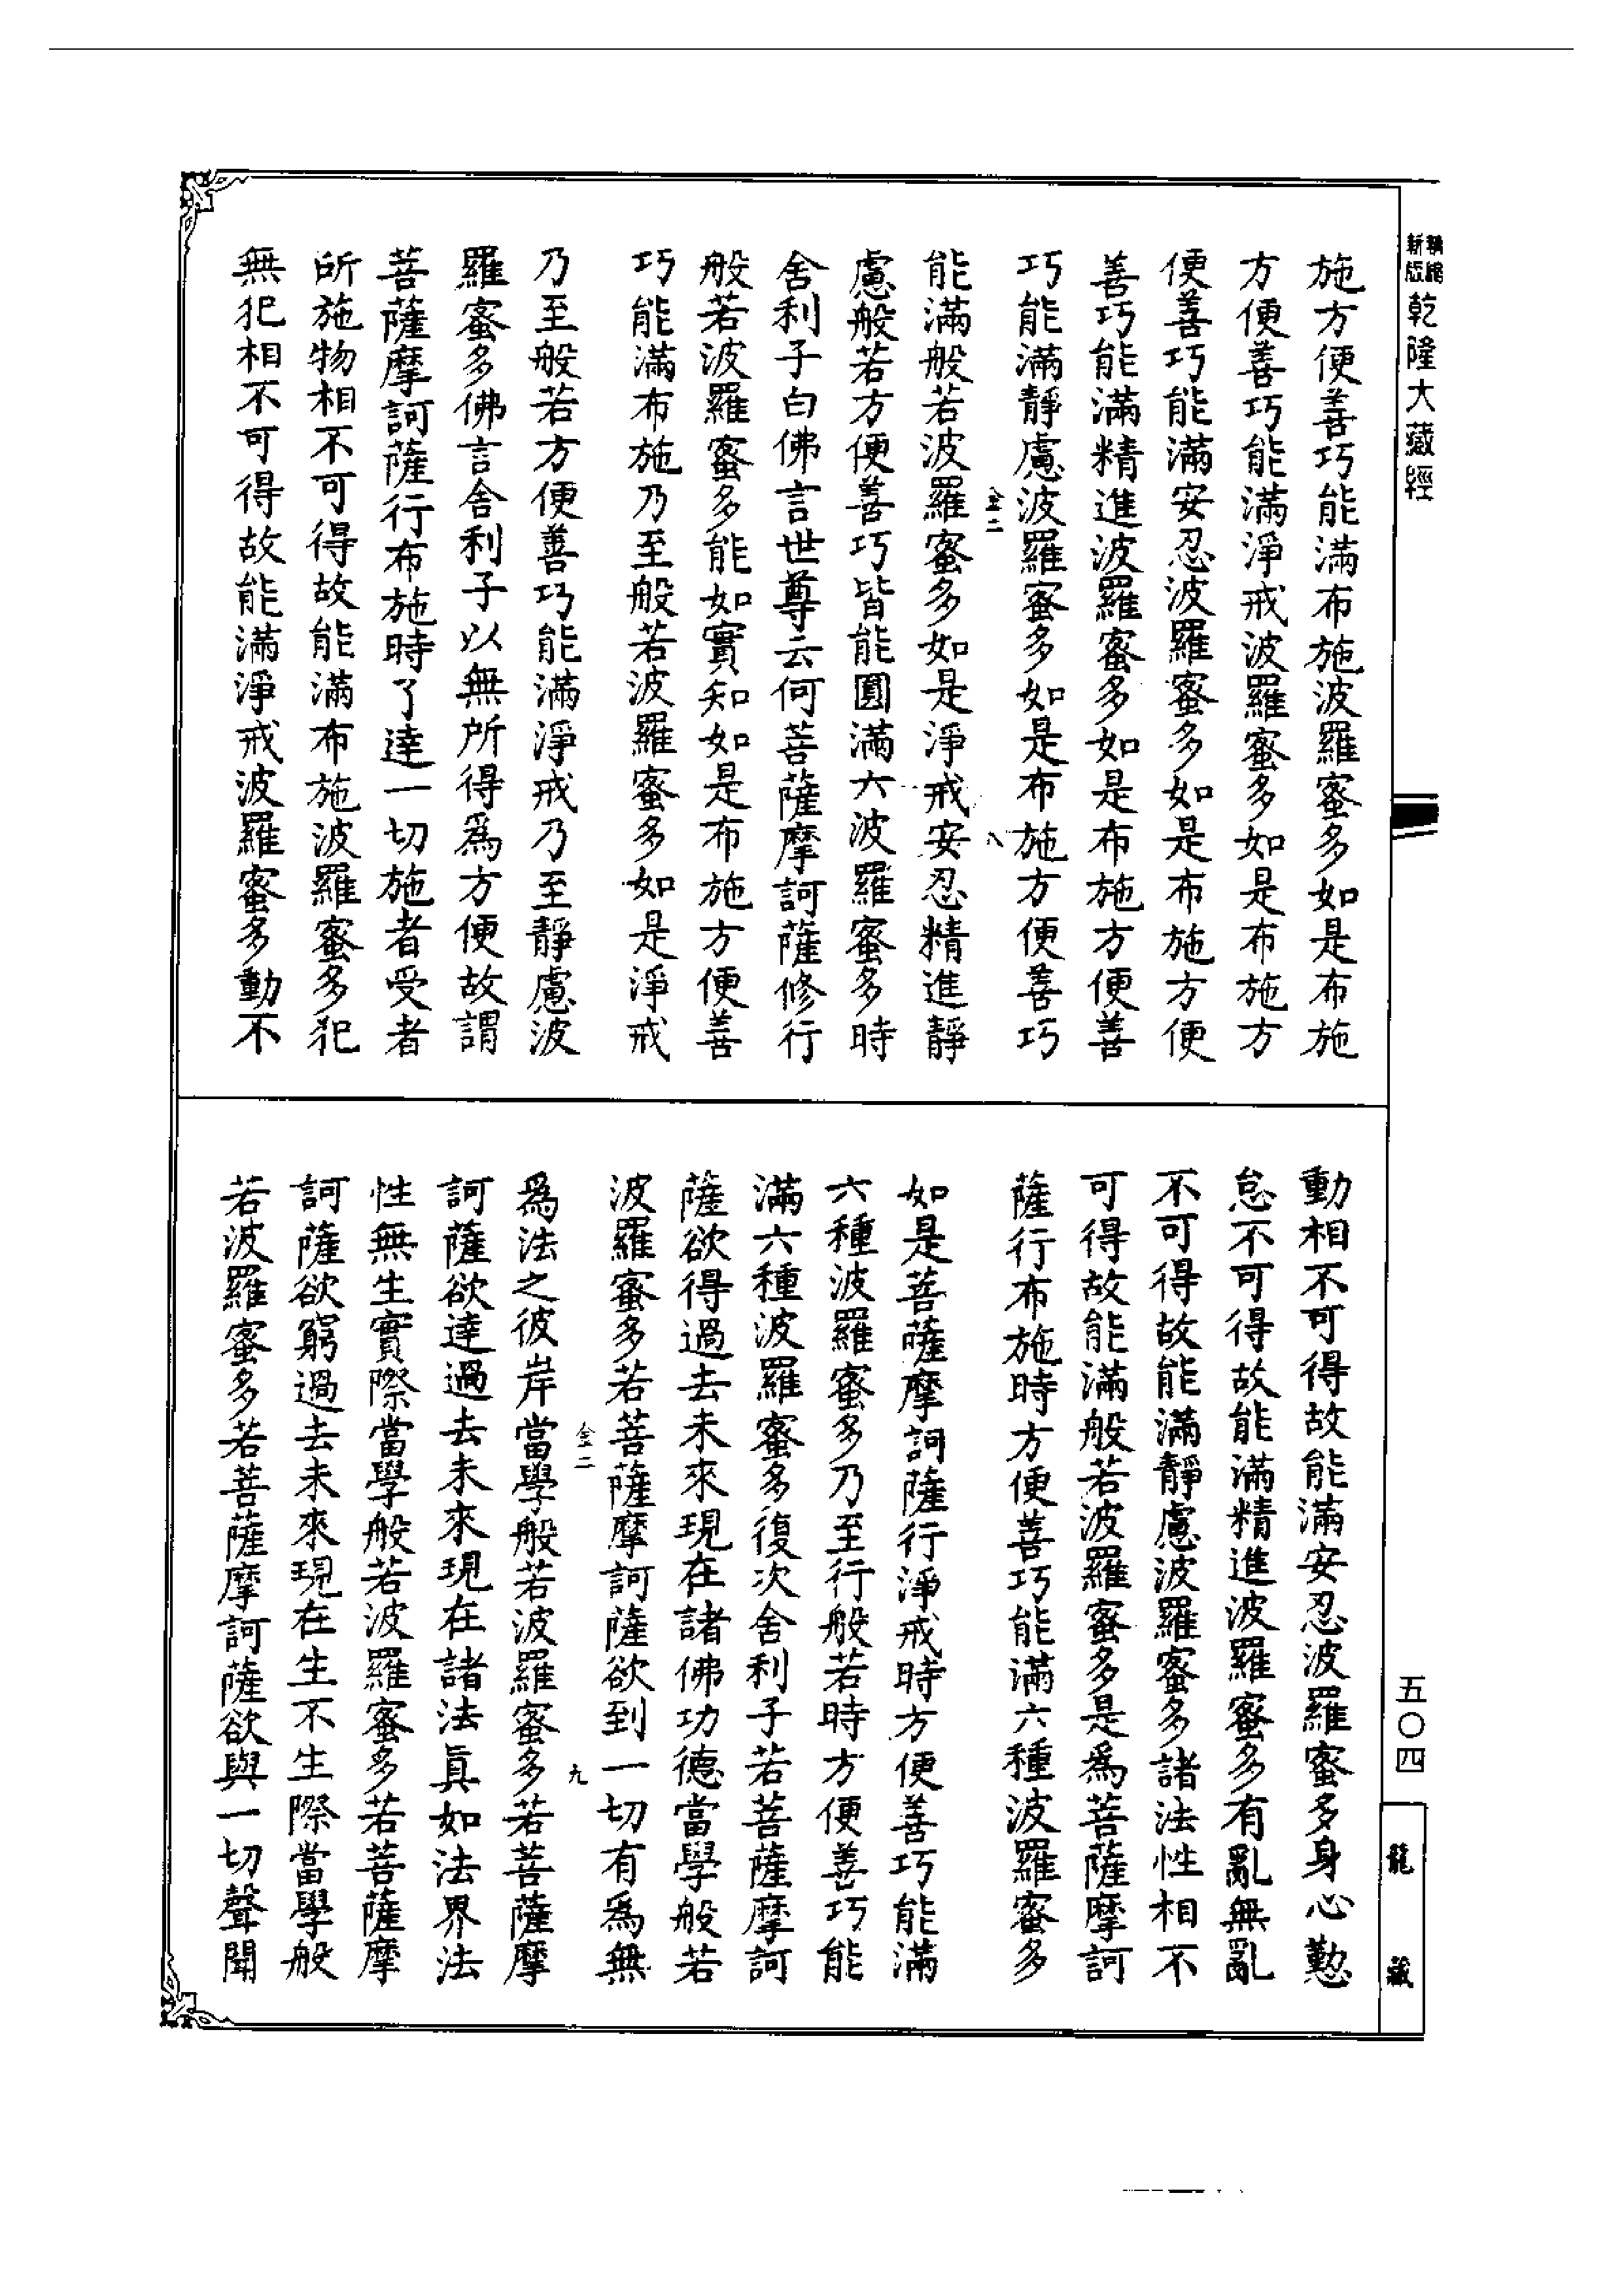 新版精縮
乾隆大藏經
施方便善巧能滿布施波羅蜜多如是布施
方便善巧能滿淨戒波羅蜜多如是布施方
便善巧能滿安忍波羅蜜多如是布施方便
善巧能滿精進波羅蜜多如是布施方便善
巧能滿靜慮波羅蜜多如是布施方便善巧
金二
八
能滿般若波羅蜜多如是淨戒安忍精進靜
慮般若方便善巧皆能圓滿六波羅蜜多時
舍利子白佛言世尊云何菩薩摩訶薩修行
般若波羅蜜多能如實知如是布施方便善
巧能滿布施乃至般若波羅蜜多如是淨戒
乃至般若方便善巧能滿淨戒乃至靜慮波
羅蜜多佛言舍利子以無所得爲方便故謂
菩薩摩訶薩行布施時了達一切施者受者
所施物相不可得故能滿布施波羅蜜多犯
無犯相不可得故能滿淨戒波羅蜜多動不
動相不可得故能滿安忍波羅蜜多身心懃
怠不可得故能滿精進波羅蜜多有亂無亂
不可得故能滿靜慮波羅蜜多諸法性相不
可得故能滿般若波羅蜜多是爲菩薩摩訶
薩行布施時方便善巧能滿六種波羅蜜多
如是菩薩摩訶薩行淨戒時方便善巧能滿
六種波羅蜜多乃至行般若時方便善巧能
滿六種波羅蜜多復次舍利子若菩薩摩訶
薩欲得過去未來現在諸佛功德當學般若
波羅蜜多若菩薩摩訶薩欲到一切有爲無
金二
九
爲法之彼岸當學般若波羅蜜多若菩薩摩
訶薩欲達過去未來現在諸法眞如法界法
性無生實際當學般若波羅蜜多若菩薩摩
訶薩欲窮過去未來現在生不生際當學般
若波羅蜜多若菩薩摩訶薩欲與一切聲聞
五〇四
龍藏